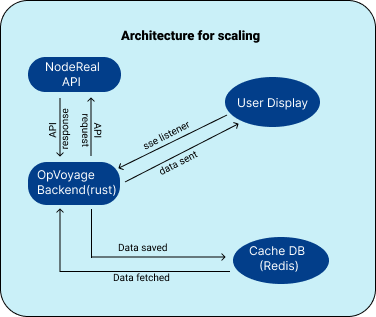 Architecture for scaling
NodeReal
API
User Display
API
response
API
request
sse listener
data sent
OpVoyage
Backend(rust)
Data saved
Cache DB
(Redis)
Data fetched